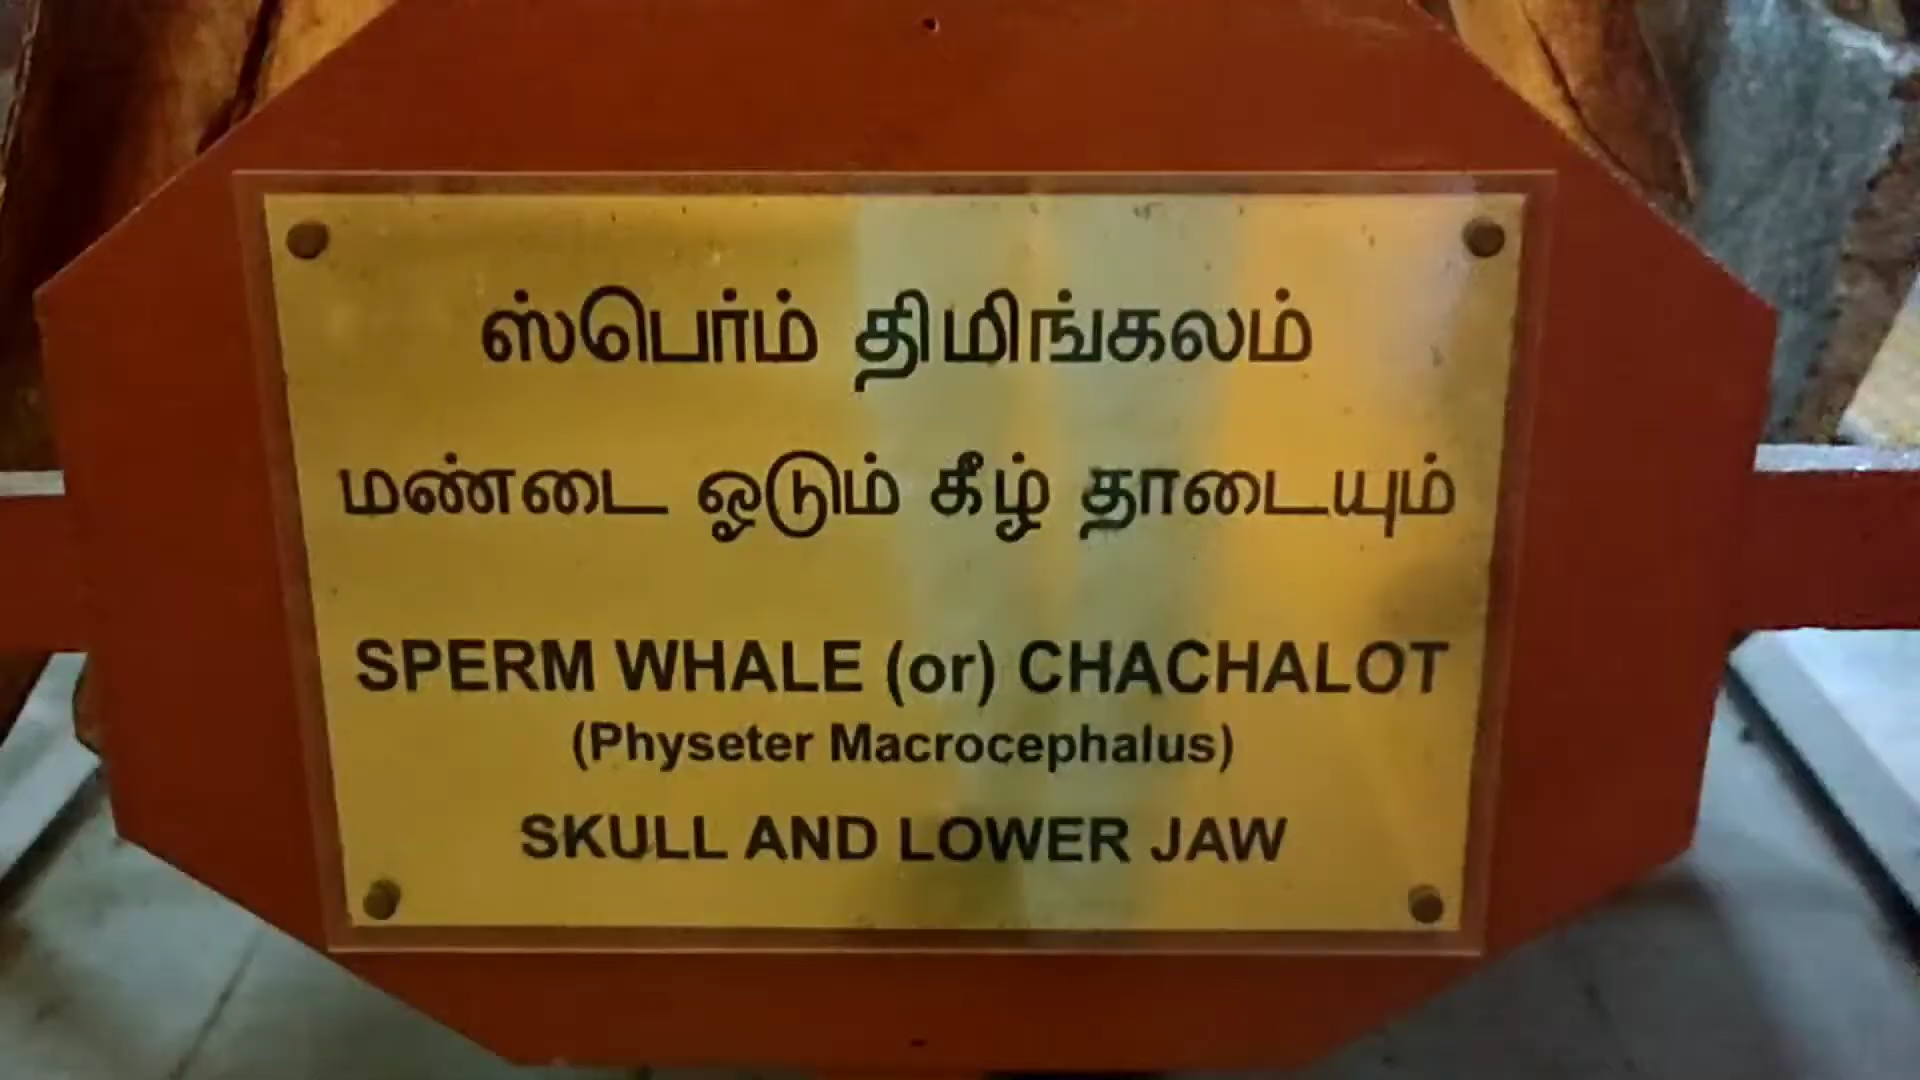 ஸ்பெர்ம் திமிங்கலம்
மண்டை ஓடும் கீழ் தாடையும்
SPERM WHALE (or) CHACHALOT
(Physeter Macrocephalus)
SKULL AND LOWER JAW